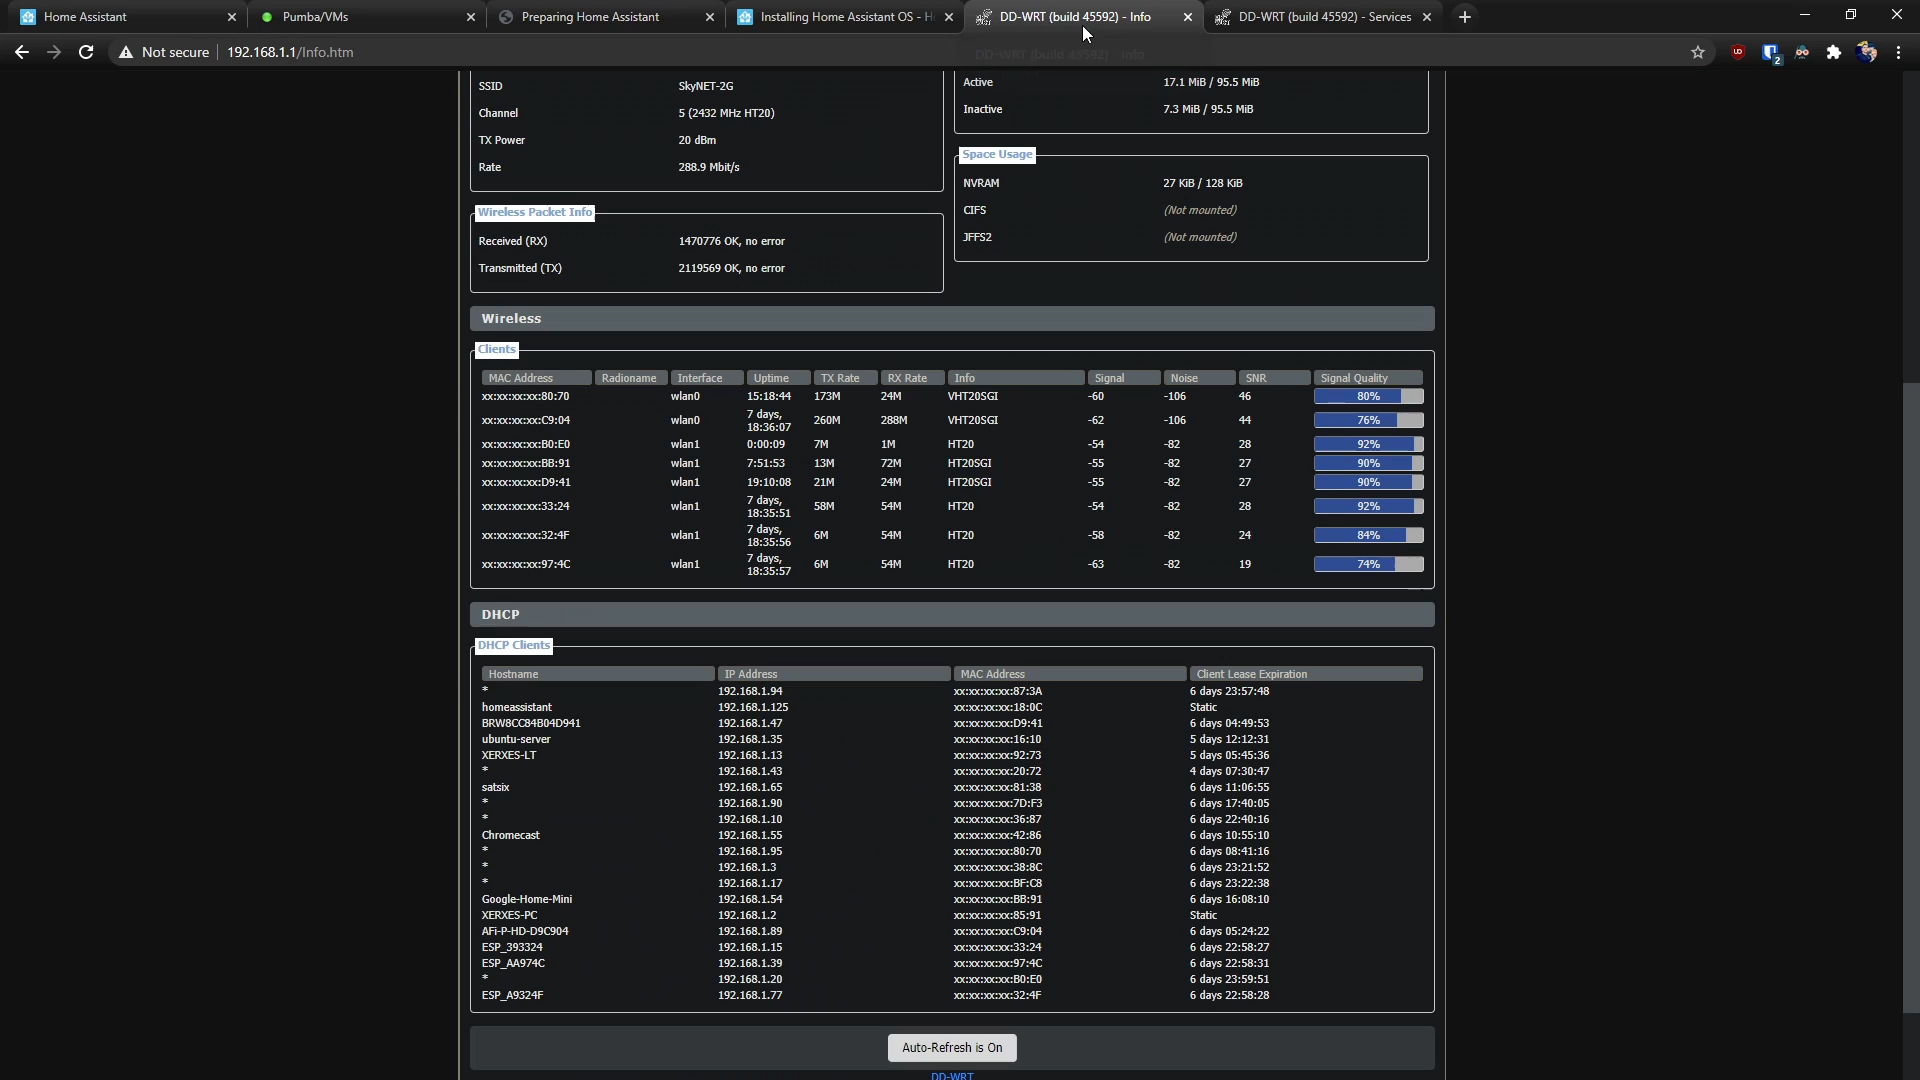 Home Assistant
Pumba/VMs
Preparing Home Assistant
Installing Home Assistant OS - H
DD-WRT (build 45592) - Info
DD-WRT (build 45592) - Services
Not secure 192.168.1.1/Info.htm
2
DD-WRT (build 45592) - Info
SSID SkyNET-2G
Channel 5 (2432 MHz HT20)
TX Power 20 dBm
Rate 288.9 Mbit/s
Wireless Packet Info
Received (RX) 1470776 OK, no error
Transmitted (TX) 2119569 OK, no error
Active 17.1 MiB / 95.5 MiB
Inactive 7.3 MiB / 95.5 MiB
Space Usage
NVRAM 27 KiB / 128 KiB
CIFS (Not mounted)
JFFS2 (Not mounted)
Wireless
Clients
MAC Address Radioname Interface Uptime TX Rate RX Rate Info Signal Noise SNR Signal Quality
xx:xx:xx:xx:80:70 wlan0 15:18:44 173M 24M VHT20SGI -60 -106 46 80%
xx:xx:xx:xx:C9:04 wlan0 7 days, 18:36:07 260M 288M VHT20SGI -62 -106 44 76%
xx:xx:xx:xx:B0:E0 wlan1 0:00:09 7M 1M HT20 -54 -82 28 92%
xx:xx:xx:xx:BB:91 wlan1 7:51:53 13M 72M HT20SGI -55 -82 27 90%
xx:xx:xx:xx:D9:41 wlan1 19:10:08 21M 24M HT20SGI -55 -82 27 90%
xx:xx:xx:xx:33:24 wlan1 7 days, 18:35:51 58M 54M HT20 -54 -82 28 92%
xx:xx:xx:xx:32:4F wlan1 7 days, 18:35:56 6M 54M HT20 -58 -82 24 84%
xx:xx:xx:xx:97:4C wlan1 7 days, 18:35:57 6M 54M HT20 -63 -82 19 74%
DHCP
DHCP Clients
Hostname IP Address MAC Address Client Lease Expiration
* 192.168.1.94 xx:xx:xx:xx:87:3A 6 days 23:57:48
homeassistant 192.168.1.125 xx:xx:xx:xx:18:0C Static
BRW8CC84B04D941 192.168.1.47 xx:xx:xx:xx:D9:41 6 days 04:49:53
ubuntu-server 192.168.1.35 xx:xx:xx:xx:16:10 5 days 12:12:31
XERXES-LT 192.168.1.13 xx:xx:xx:xx:92:73 5 days 05:45:36
* 192.168.1.43 xx:xx:xx:xx:20:72 4 days 07:30:47
satsix 192.168.1.65 xx:xx:xx:xx:81:38 6 days 11:06:55
* 192.168.1.90 xx:xx:xx:xx:7D:F3 6 days 17:40:05
* 192.168.1.10 xx:xx:xx:xx:36:87 6 days 22:40:16
Chromecast 192.168.1.55 xx:xx:xx:xx:42:86 6 days 10:55:10
* 192.168.1.95 xx:xx:xx:xx:80:70 6 days 08:41:16
* 192.168.1.3 xx:xx:xx:xx:38:8C 6 days 23:21:52
* 192.168.1.17 xx:xx:xx:xx:BF:C8 6 days 23:22:38
Google-Home-Mini 192.168.1.54 xx:xx:xx:xx:BB:91 6 days 16:08:10
XERXES-PC 192.168.1.2 xx:xx:xx:xx:85:91 Static
AFi-P-HD-D9C904 192.168.1.89 xx:xx:xx:xx:C9:04 6 days 05:24:22
ESP_393324 192.168.1.15 xx:xx:xx:xx:33:24 6 days 22:58:27
ESP_AA974C 192.168.1.39 xx:xx:xx:xx:97:4C 6 days 22:58:31
* 192.168.1.20 xx:xx:xx:xx:B0:E0 6 days 23:59:51
ESP_A9324F 192.168.1.77 xx:xx:xx:xx:32:4F 6 days 22:58:28
Auto-Refresh is On
DD-WRT